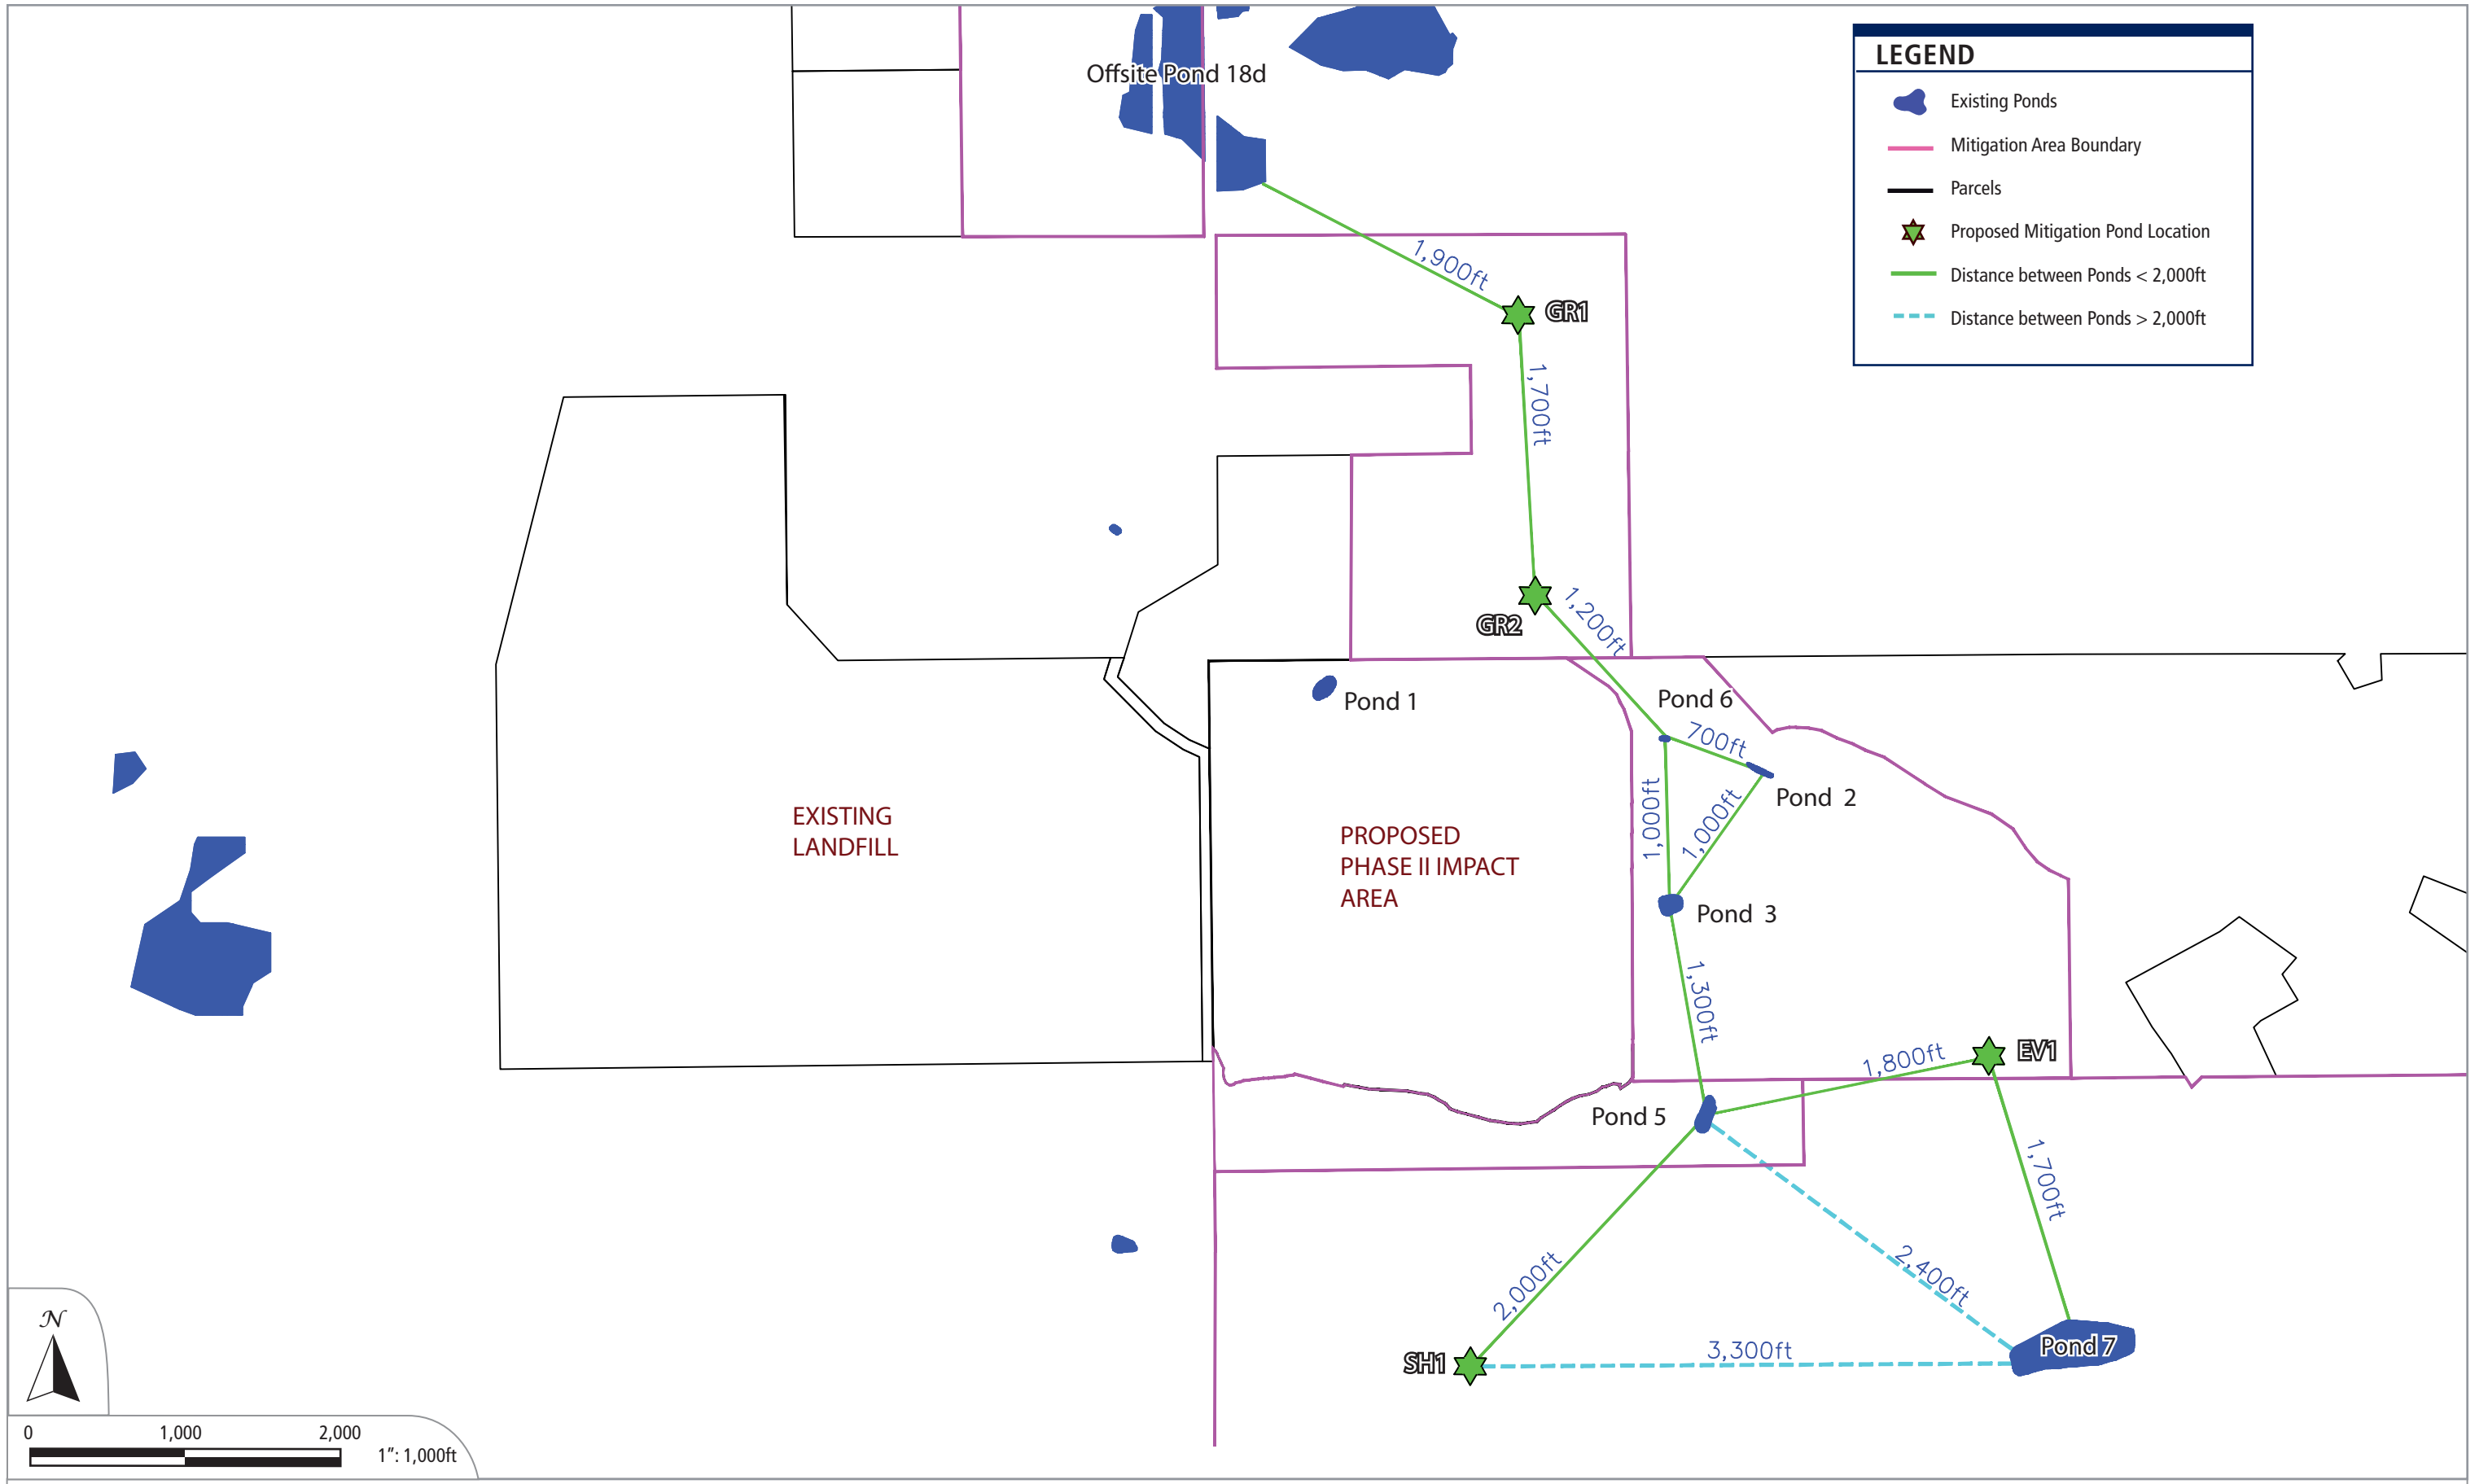 Offsite Pond 18d
LEGEND
Existing Ponds
Mitigation Area Boundary
Parcels
Proposed Mitigation Pond Location
Distance between Ponds < 2,000ft
Distance between Ponds > 2,000ft
1,900ft
GR1
1,700ft
1,200ft
GR2
Pond 1
Pond 6
700ft
Pond 2
1,000ft
1,000ft
EXISTING
LANDFILL
PROPOSED
PHASE II IMPACT
AREA
Pond 3
1,300ft
1,800ft
EV1
Pond 5
1,700ft
2,000ft
2,400ft
SH1
3,300ft
Pond 7
N
0 1,000 2,000
1”: 1,000ft